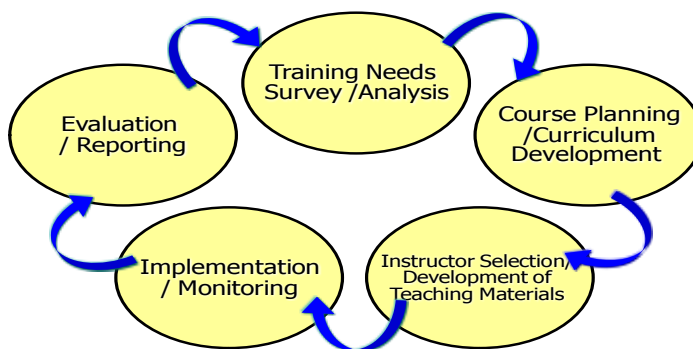 Training Needs
Survey /Analysis
Course Planning
/Curriculum
Development
Instructor Selection/
Development of
Teaching Materials
Implementation
/ Monitoring
Evaluation
/ Reporting